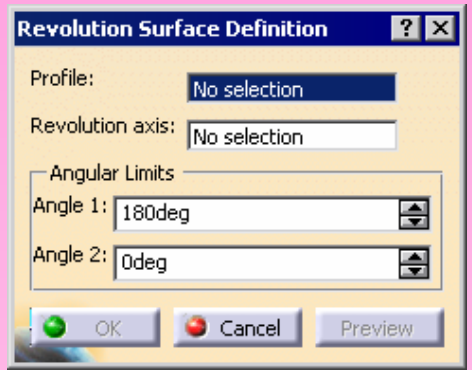 Revolution Surface Definition ? X
Profile: No selection
Revolution axis: No selection
Angular Limits
Angle 1: 180deg
Angle 2: 0deg
OK Cancel Preview